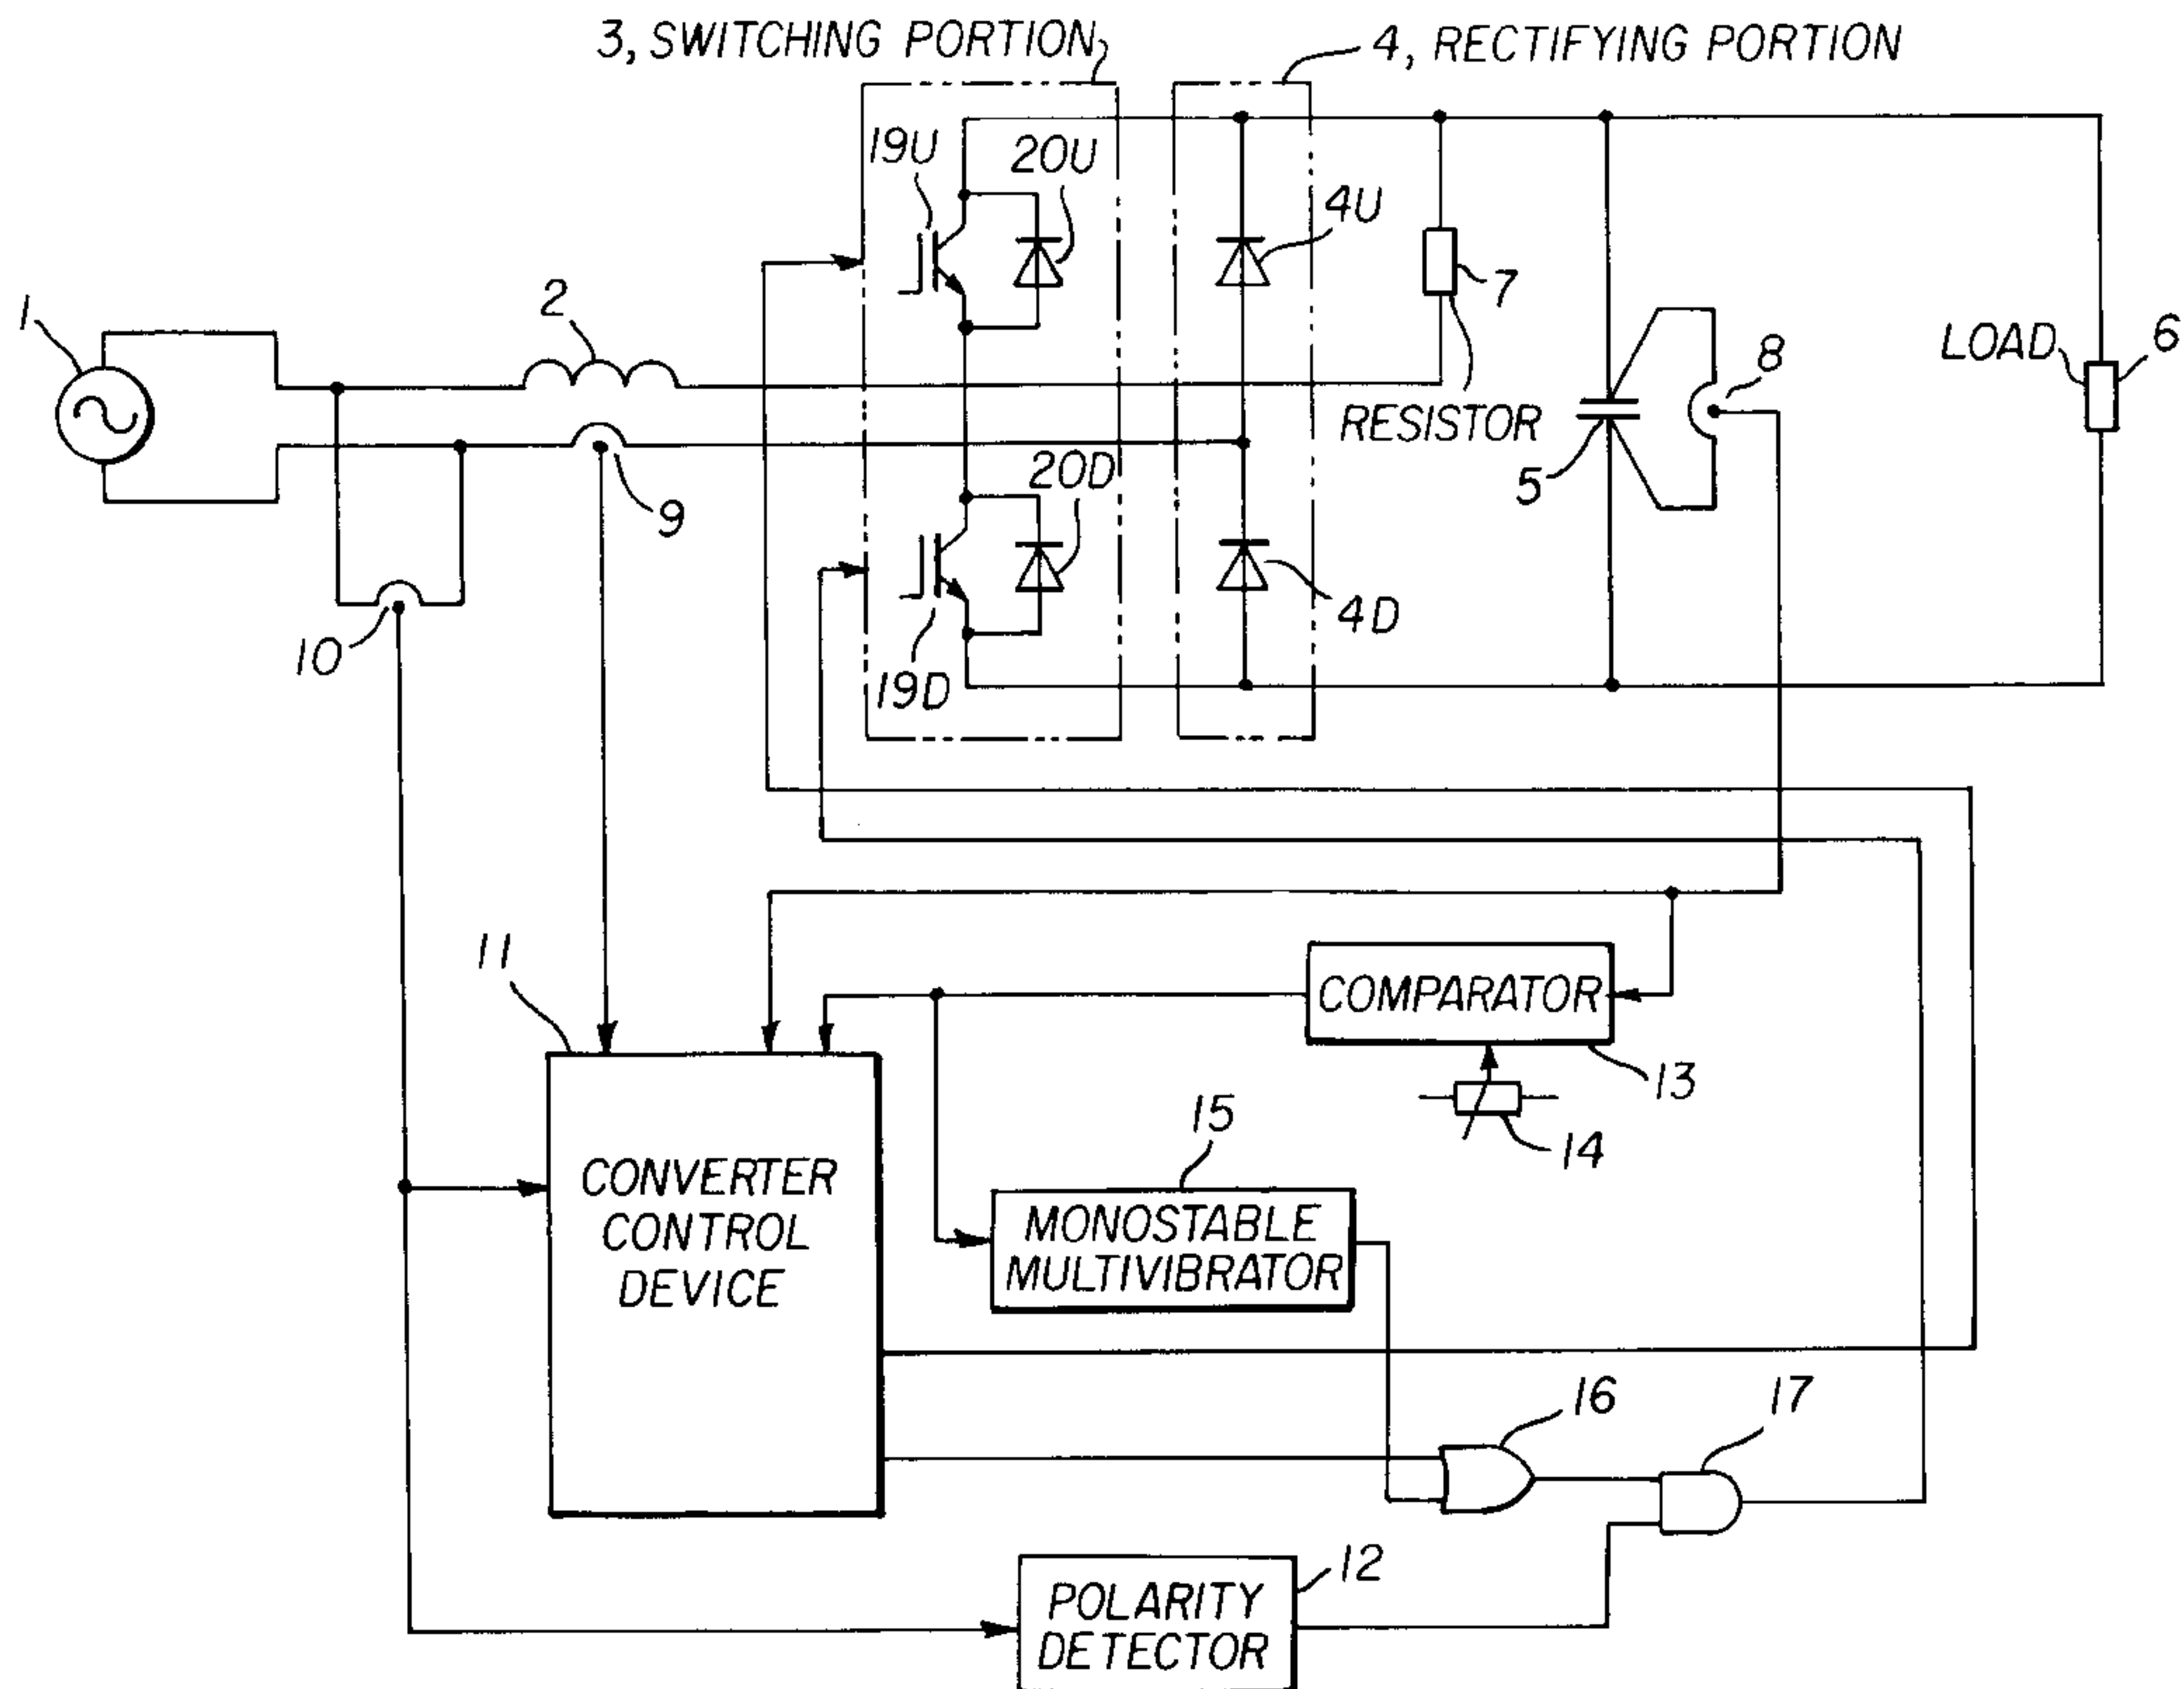 3, SWITCHING PORTION
4, RECTIFYING PORTION
19U
20U
4U
1
2
7
LOAD
6
8
RESISTOR
5
9
20D
4D
10
19D
11
COMPARATOR
13
14
15
CONVERTER
CONTROL
DEVICE
MONOSTABLE
MULTIVIBRATOR
16
17
12
POLARITY
DETECTOR